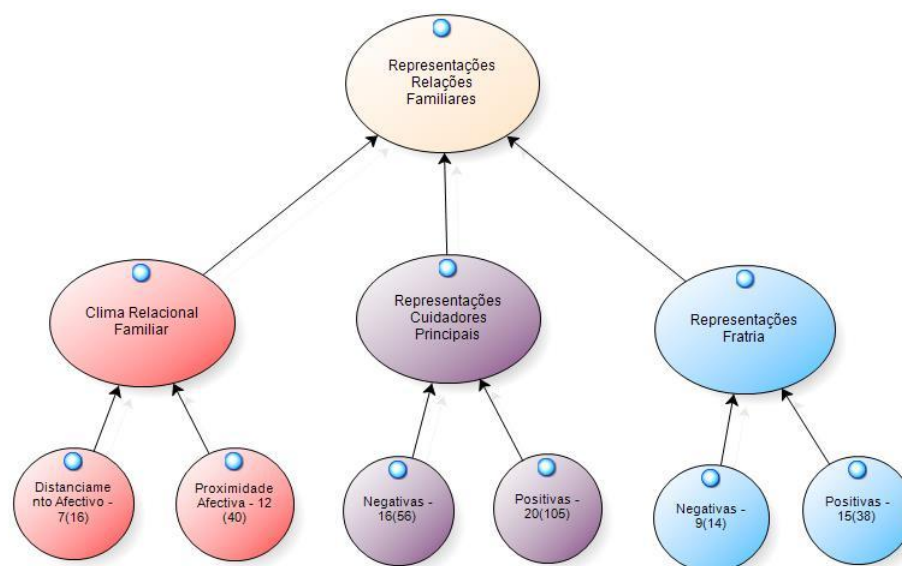 Representações
Relações
Familiares
Clima Relacional
Familiar
Representações
Cuidadores
Principais
Representações
Fratria
Distanciame
nto Afectivo -
7(16)
Proximidade
Afectiva - 12
(40)
Negativas -
16(56)
Positivas -
20(105)
Negativas -
9(14)
Positivas -
15(38)